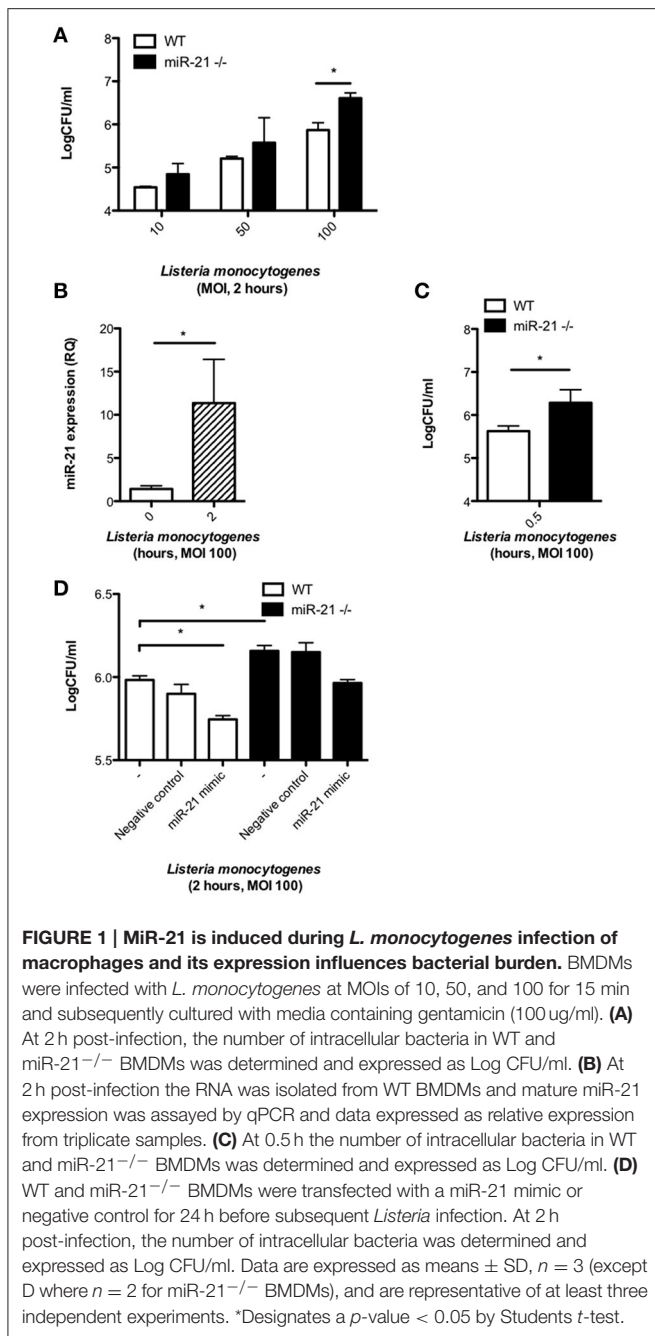 A
WT
miR-21 -/-
LogCFU/ml
7
6
5
4
*
10
50
100
Listeria monocytogenes
(MOI, 2 hours)
B
miR-21 expression (RQ)
20
15
10
5
0
*
0
2
Listeria monocytogenes
(hours, MOI 100)
C
WT
miR-21 -/-
LogCFU/ml
8
7
6
5
4
*
0.5
Listeria monocytogenes
(hours, MOI 100)
D
WT
miR-21 -/-
LogCFU/ml
6.5
6.0
5.5
*
*
-
Negative control
miR-21 mimic
-
Negative control
miR-21 mimic
Listeria monocytogenes
(2 hours, MOI 100)
FIGURE 1 | MiR-21 is induced during L. monocytogenes infection of
macrophages and its expression influences bacterial burden. BMDMs
were infected with L. monocytogenes at MOIs of 10, 50, and 100 for 15 min
and subsequently cultured with media containing gentamicin (100 ug/ml). (A)
At 2 h post-infection, the number of intracellular bacteria in WT and
miR-21−/− BMDMs was determined and expressed as Log CFU/ml. (B) At
2 h post-infection the RNA was isolated from WT BMDMs and mature miR-21
expression was assayed by qPCR and data expressed as relative expression
from triplicate samples. (C) At 0.5 h the number of intracellular bacteria in WT
and miR-21−/− BMDMs was determined and expressed as Log CFU/ml. (D)
WT and miR-21−/− BMDMs were transfected with a miR-21 mimic or
negative control for 24 h before subsequent Listeria infection. At 2 h
post-infection, the number of intracellular bacteria was determined and
expressed as Log CFU/ml. Data are expressed as means ± SD, n = 3 (except
D where n = 2 for miR-21−/− BMDMs), and are representative of at least three
independent experiments. *Designates a p-value < 0.05 by Students t-test.